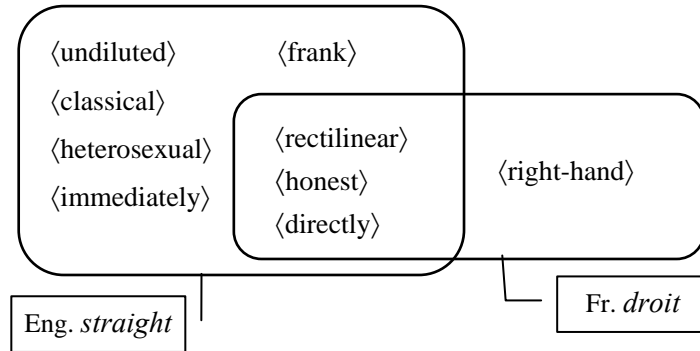 ⟨undiluted⟩ ⟨frank⟩
⟨classical⟩
⟨heterosexual⟩
⟨immediately⟩
⟨rectilinear⟩
⟨honest⟩
⟨directly⟩
⟨right-hand⟩
Eng. straight
Fr. droit